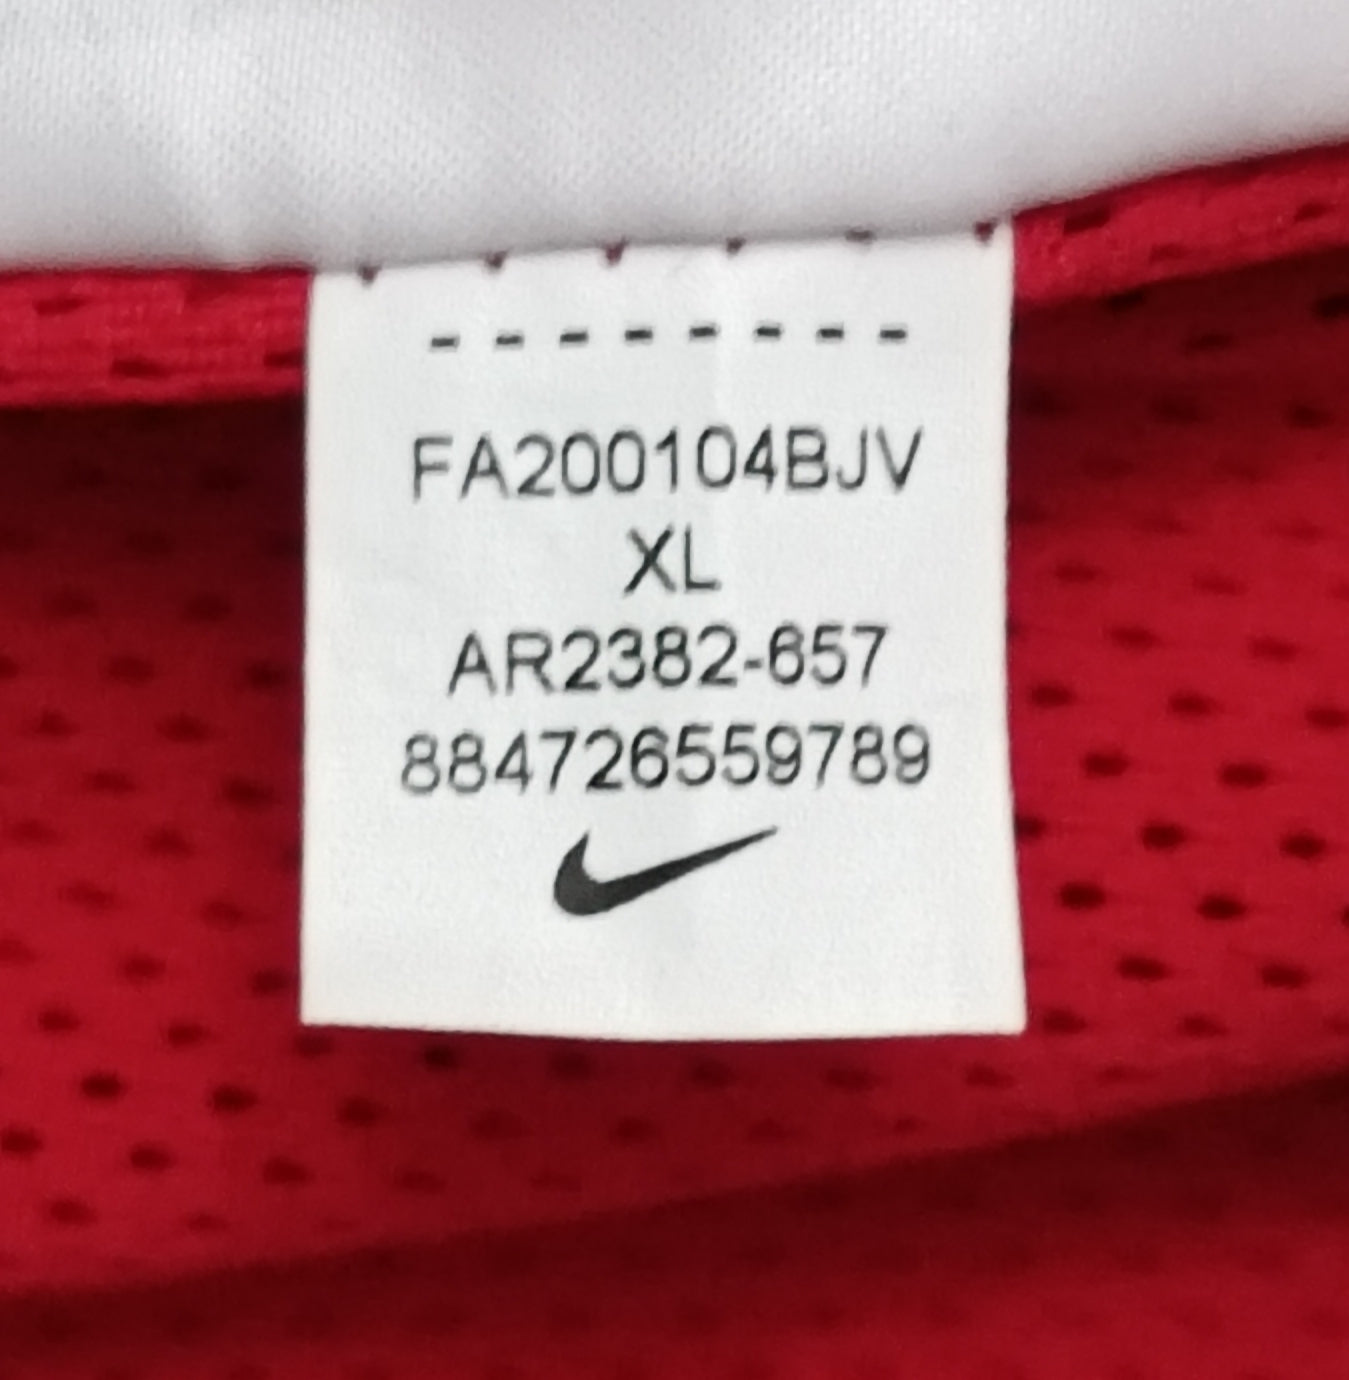 --------
FA200104BJV
XL
AR2382-657
884726559789